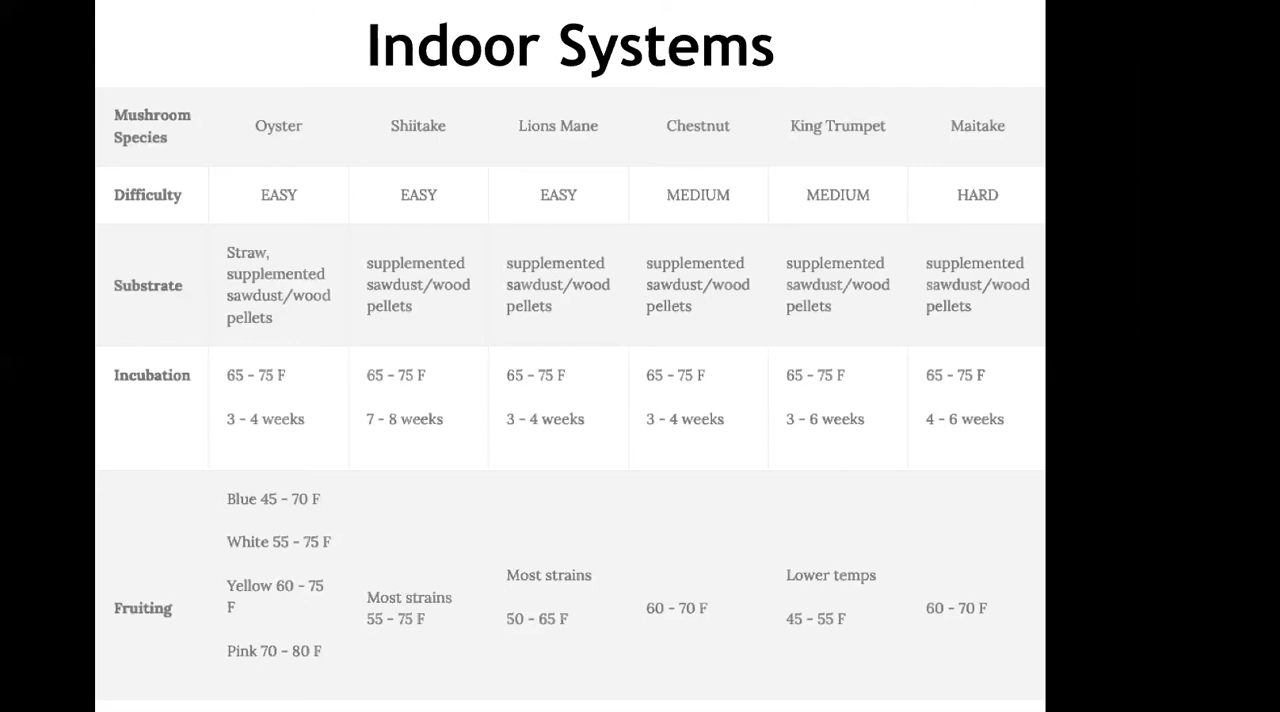 Indoor Systems
Mushroom
Species
Oyster
Shiitake
Lions Mane
Chestnut
King Trumpet
Maitake
Difficulty
EASY
EASY
EASY
MEDIUM
MEDIUM
HARD
Substrate
Straw,
supplemented
sawdust/wood
pellets
supplemented
sawdust/wood
pellets
supplemented
sawdust/wood
pellets
supplemented
sawdust/wood
pellets
supplemented
sawdust/wood
pellets
supplemented
sawdust/wood
pellets
Incubation
65 - 75 F
3 - 4 weeks
65 - 75 F
7 - 8 weeks
65 - 75 F
3 - 4 weeks
65 - 75 F
3 - 4 weeks
65 - 75 F
3 - 6 weeks
65 - 75 F
4 - 6 weeks
Fruiting
Blue 45 - 70 F
White 55 - 75 F
Yellow 60 - 75
F
Pink 70 - 80 F
Most strains
55 - 75 F
Most strains
50 - 65 F
60 - 70 F
Lower temps
45 - 55 F
60 - 70 F